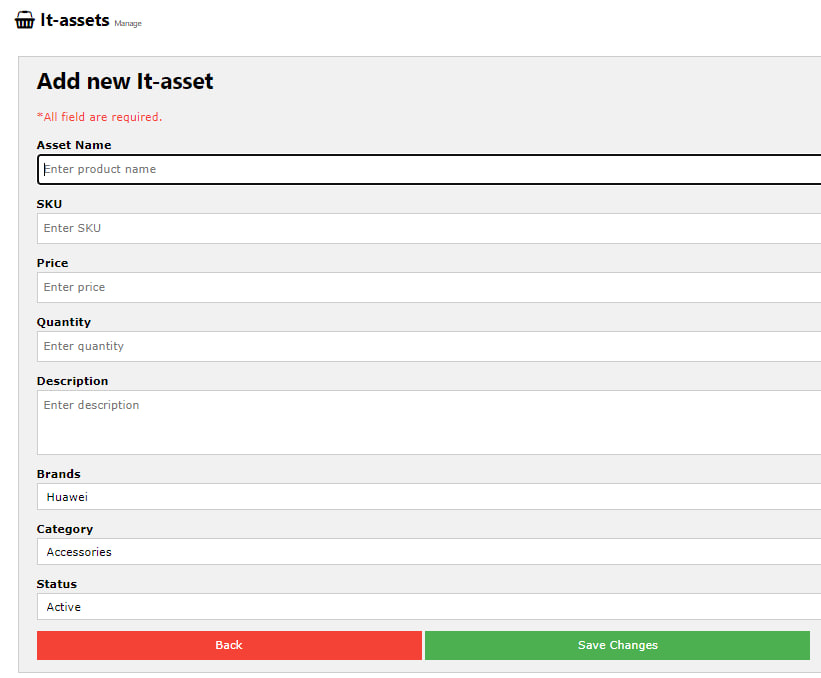 It-assets Manage
Add new It-asset
*All field are required.
Asset Name
Enter product name
SKU
Enter SKU
Price
Enter price
Quantity
Enter quantity
Description
Enter description
Brands
Huawei
Category
Accessories
Status
Active
Back Save Changes